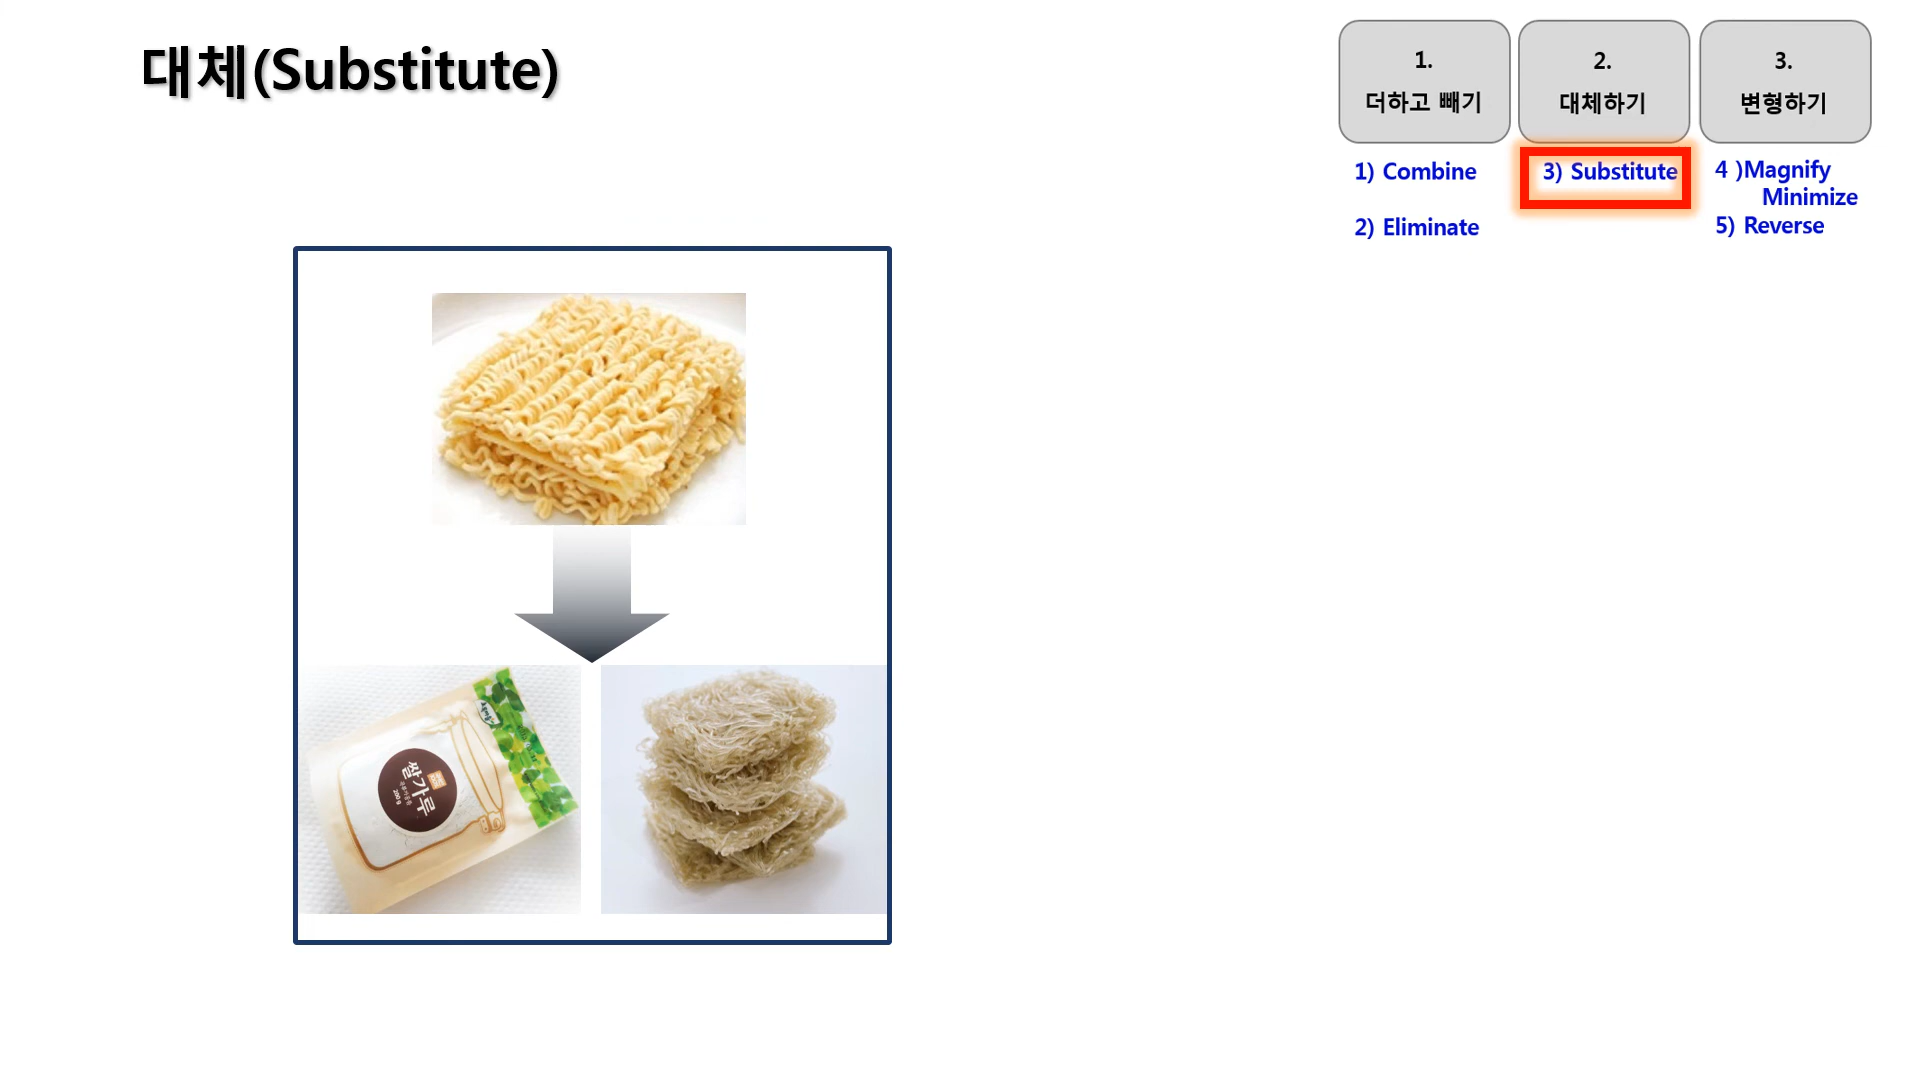 대체(Substitute)
1.
더하고 빼기
2.
대체하기
3.
변형하기
1) Combine
2) Eliminate
3) Substitute
4 )Magnify
Minimize
5) Reverse
쌀가루
200 g